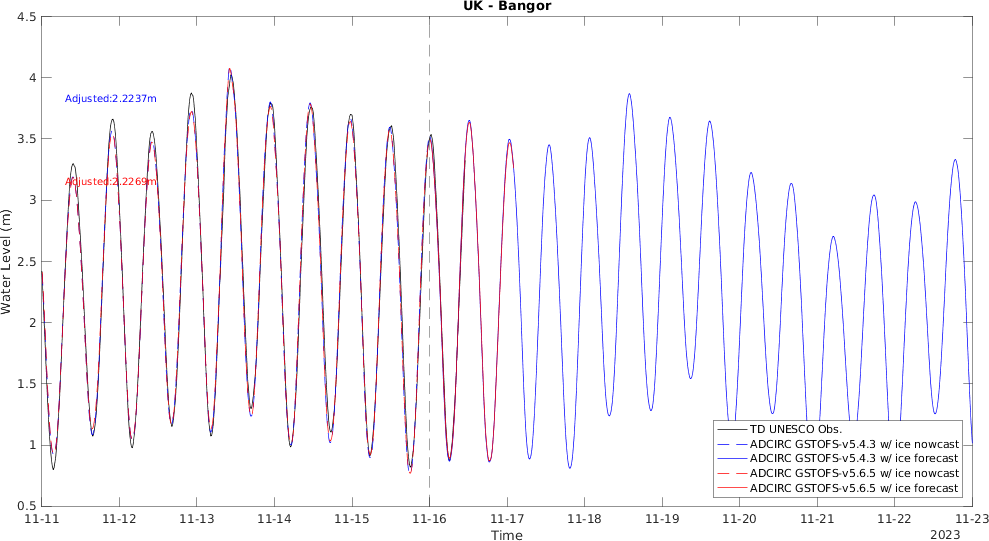 UK - Bangor
4.5
4
3.5
3
2.5
2
1.5
1
0.5
Water Level (m)
Adjusted:2.2237m
Adjusted:2.2269m
TD UNESCO Obs.
ADCIRC GSTOFS-v5.4.3 w/ ice nowcast
ADCIRC GSTOFS-v5.4.3 w/ ice forecast
ADCIRC GSTOFS-v5.6.5 w/ ice nowcast
ADCIRC GSTOFS-v5.6.5 w/ ice forecast
11-11 11-12 11-13 11-14 11-15 11-16 11-17 11-18 11-19 11-20 11-21 11-22 11-23
Time
2023